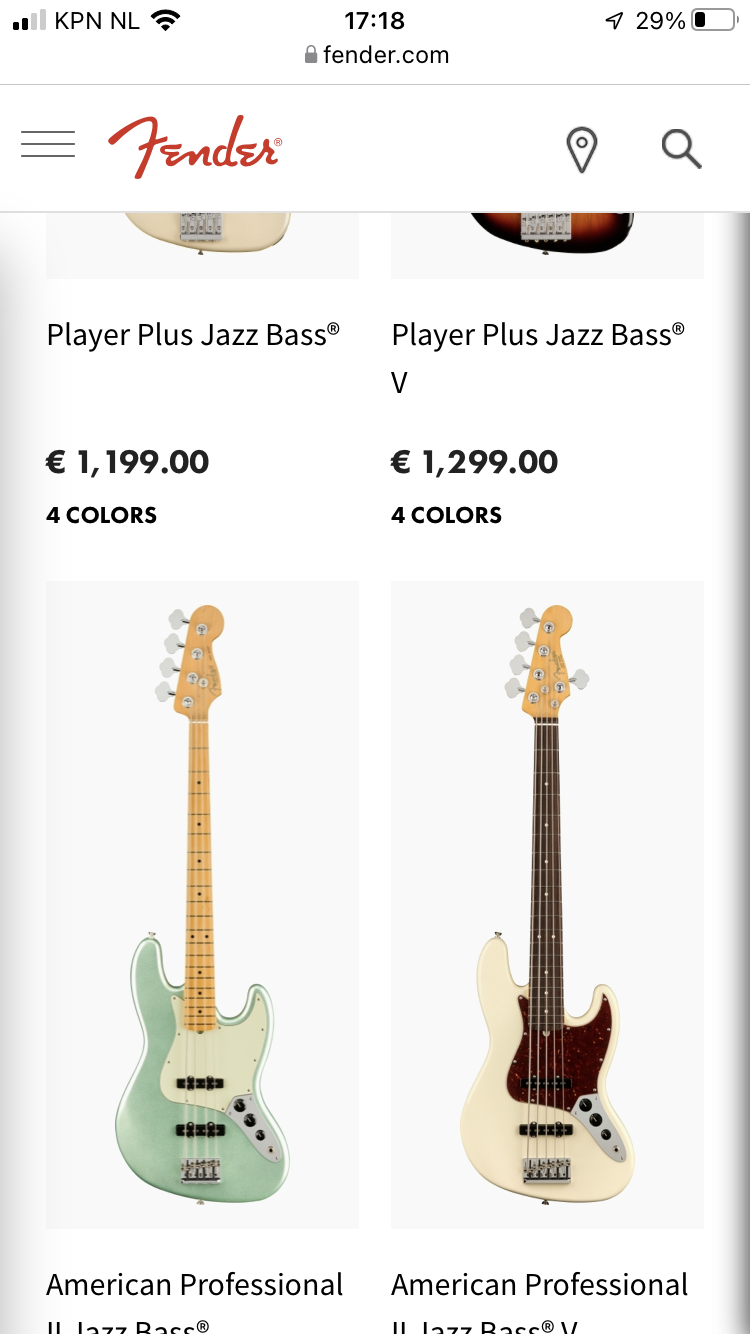 KPN NL 17:18 29%
fender.com
Fender®
Player Plus Jazz Bass® Player Plus Jazz Bass®
V
€ 1,199.00 € 1,299.00
4 COLORS 4 COLORS
American Professional American Professional
II Jazz Bass® II Jazz Bass® V